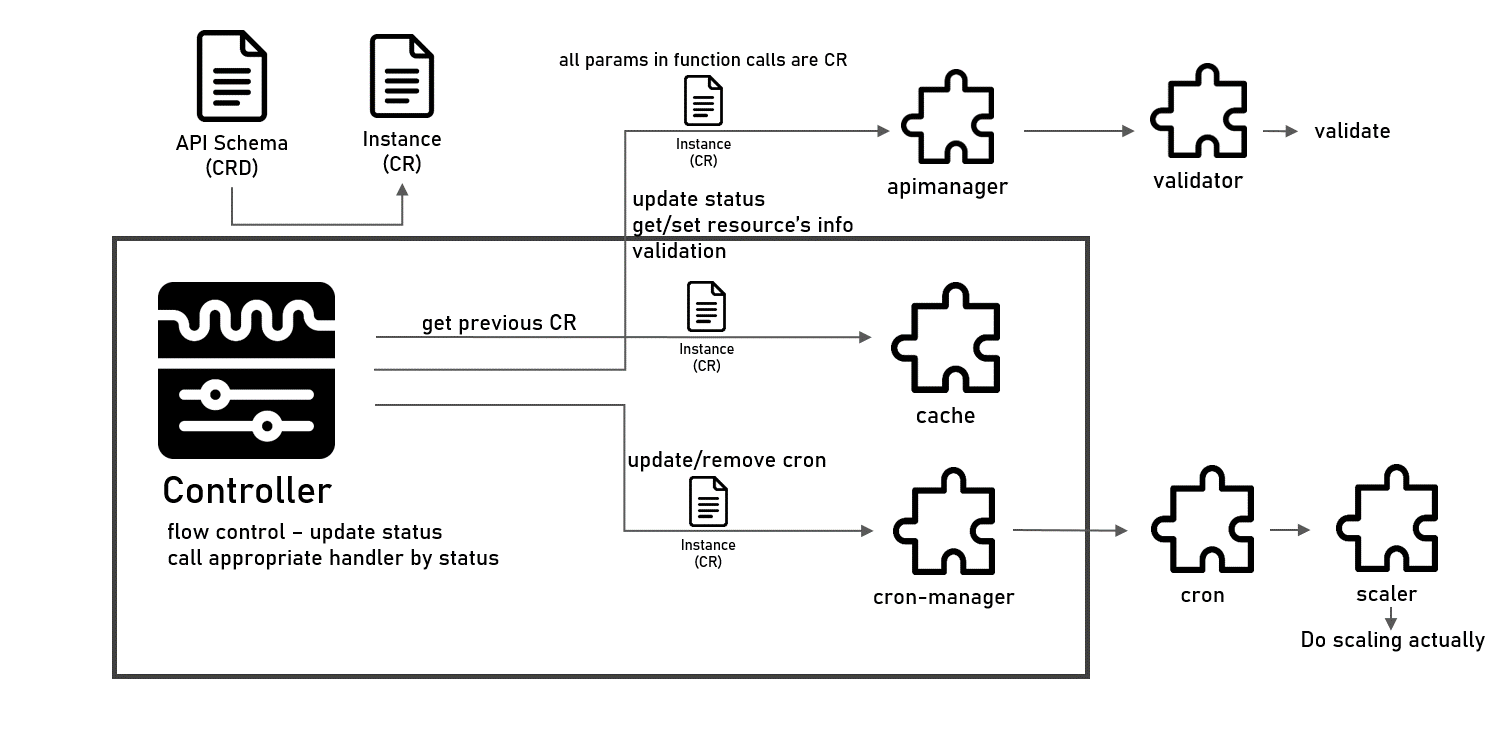 all params in function calls are CR
API Schema
(CRD)
Instance
(CR)
Instance
(CR)
apimanager
validator
validate
update status
get/set resource's info
validation
get previous CR
Instance
(CR)
cache
Controller
flow control – update status
call appropriate handler by status
update/remove cron
Instance
(CR)
cron-manager
cron
scaler
Do scaling actually